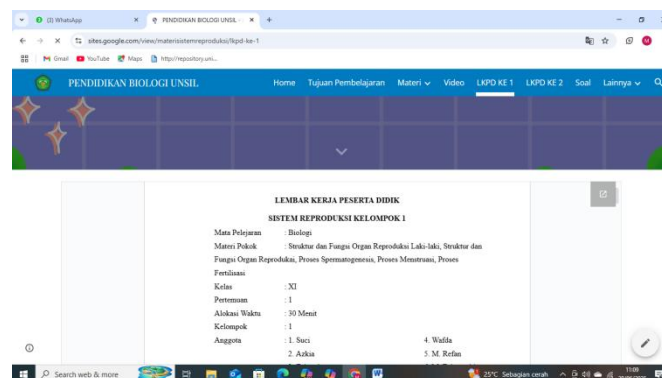 (2) WhatsApp
PENDIDIKAN BIOLOGI UNSIL
sites.google.com/view/materisistemreproduksi/lkpd-ke-1
Gmail YouTube Maps http://repository.uni...
PENDIDIKAN BIOLOGI UNSIL Home Tujuan Pembelajaran Materi Video LKPD KE 1 LKPD KE 2 Soal Lainnya
LEMBAR KERJA PESERTA DIDIK
SISTEM REPRODUKSI KELOMPOK 1
Mata Pelejaran : Biologi
Materi Pokok : Struktur dan Fungsi Organ Reproduksi Laki-laki, Struktur dan
Fungsi Organ Reproduksi, Proses Spermatogenesis, Proses Menstruasi, Proses
Fertilisasi
Kelas : XI
Pertemuan : 1
Alokasi Waktu : 30 Menit
Kelompok : 1
Anggota : 1. Suci 4. Wafda
2. Azkia 5. M. Refan
Search web & more 25°C Sebagian cerah 11:09